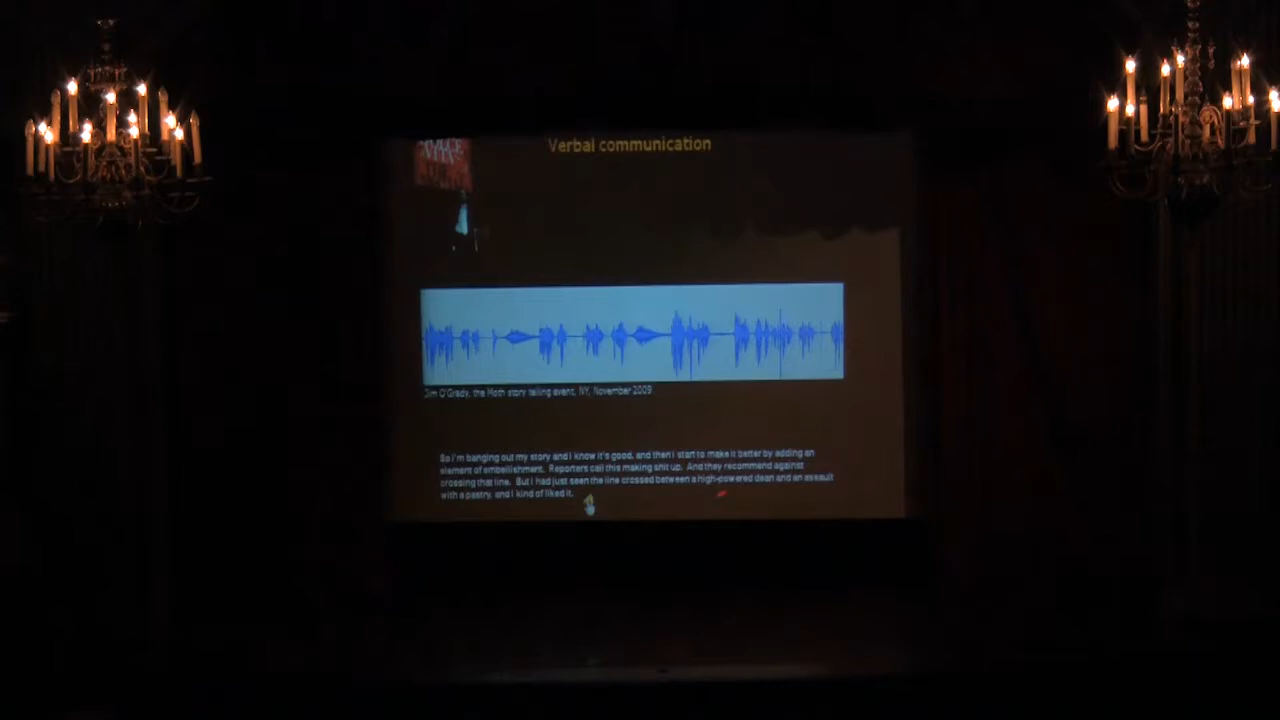 Verbal communication
Jim O'Grady, the Moth story telling event, NY, November 2009
So I'm banging out my story and I know it's good, and then I start to make it better by adding an
element of embellishment. Reporters call this making shit up. And they recommend against
crossing that line. But I had just seen the line crossed between a high-powered dean and an assault
with a pastry, and I kind of liked it.